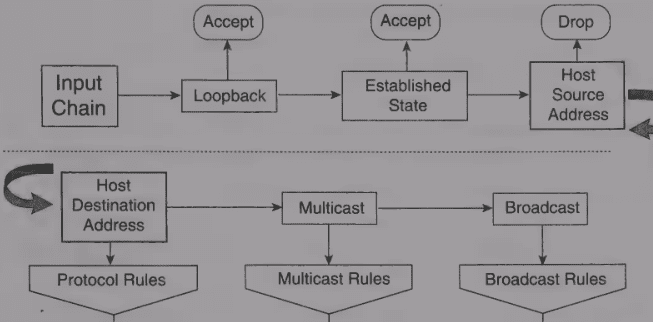 Accept
Accept
Drop
Input
Chain
Loopback
Established
State
Host
Source
Address
Host
Destination
Address
Multicast
Broadcast
Protocol Rules
Multicast Rules
Broadcast Rules